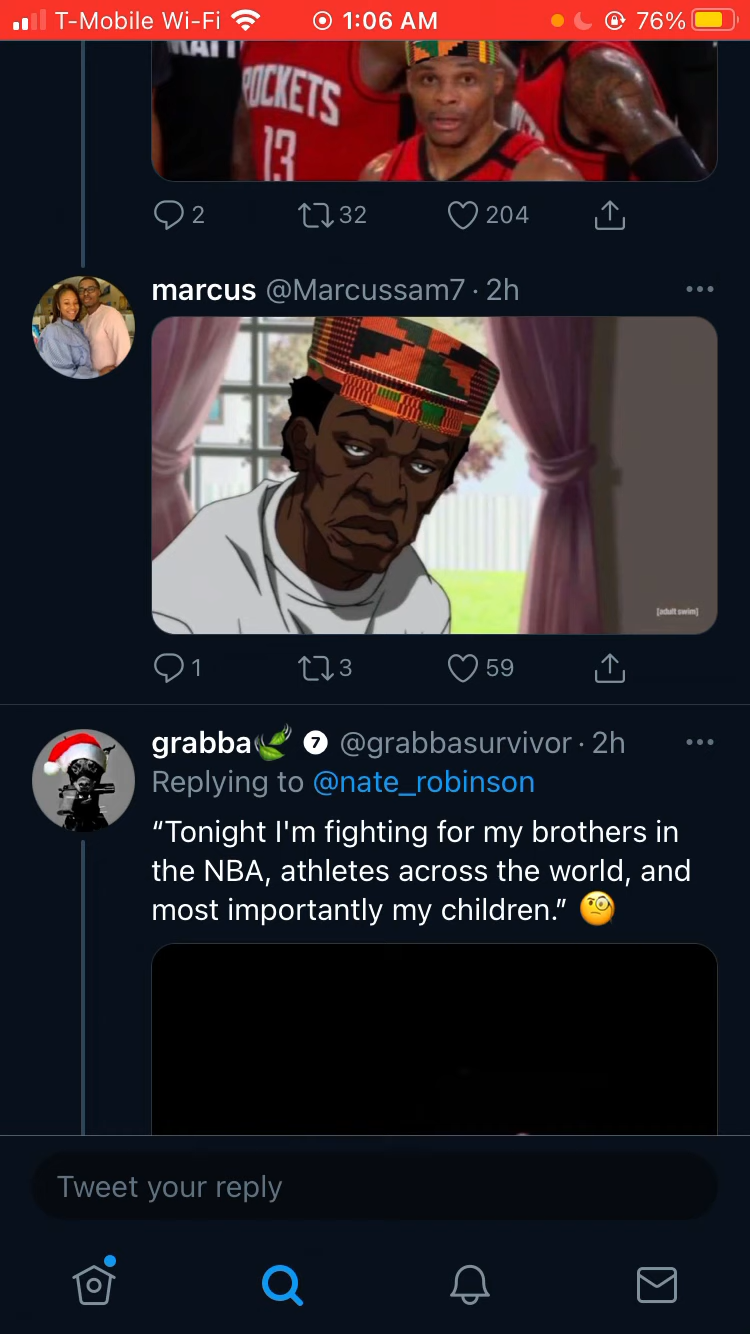 T-Mobile Wi-Fi 1:06 AM 76%
ROCKETS
13
2 32 204
marcus @Marcussam7 · 2h
[adult swim]
1 3 59
grabba 7 @grabbasurvivor · 2h
Replying to @nate_robinson
“Tonight I'm fighting for my brothers in
the NBA, athletes across the world, and
most importantly my children.”
Tweet your reply